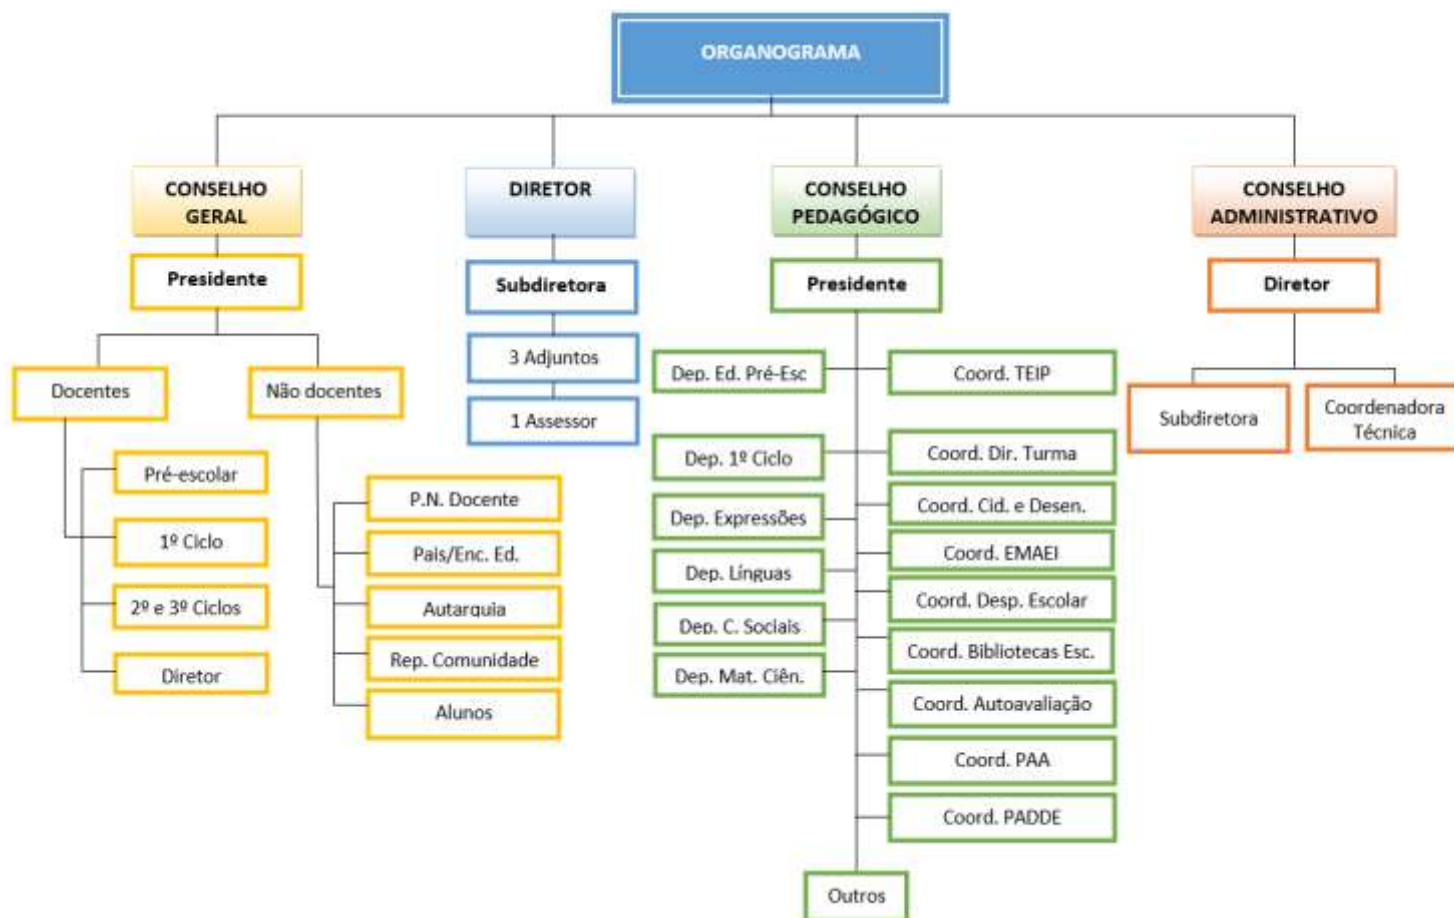 ORGANOGRAMA
CONSELHO
GERAL
Presidente
Docentes
Não docentes
Pré-escolar
1º Ciclo
2º e 3º Ciclos
Diretor
P.N. Docente
Pais/Enc. Ed.
Autarquia
Rep. Comunidade
Alunos
DIRETOR
Subdiretora
3 Adjuntos
1 Assessor
CONSELHO
PEDAGÓGICO
Presidente
Dep. Ed. Pré-Esc
Dep. 1º Ciclo
Dep. Expressões
Dep. Línguas
Dep. C. Sociais
Dep. Mat. Ciên.
Coord. TEIP
Coord. Dir. Turma
Coord. Cid. e Desen.
Coord. EMAEI
Coord. Desp. Escolar
Coord. Bibliotecas Esc.
Coord. Autoavaliação
Coord. PAA
Coord. PADDE
Outros
CONSELHO
ADMINISTRATIVO
Diretor
Subdiretora
Coordenadora
Técnica